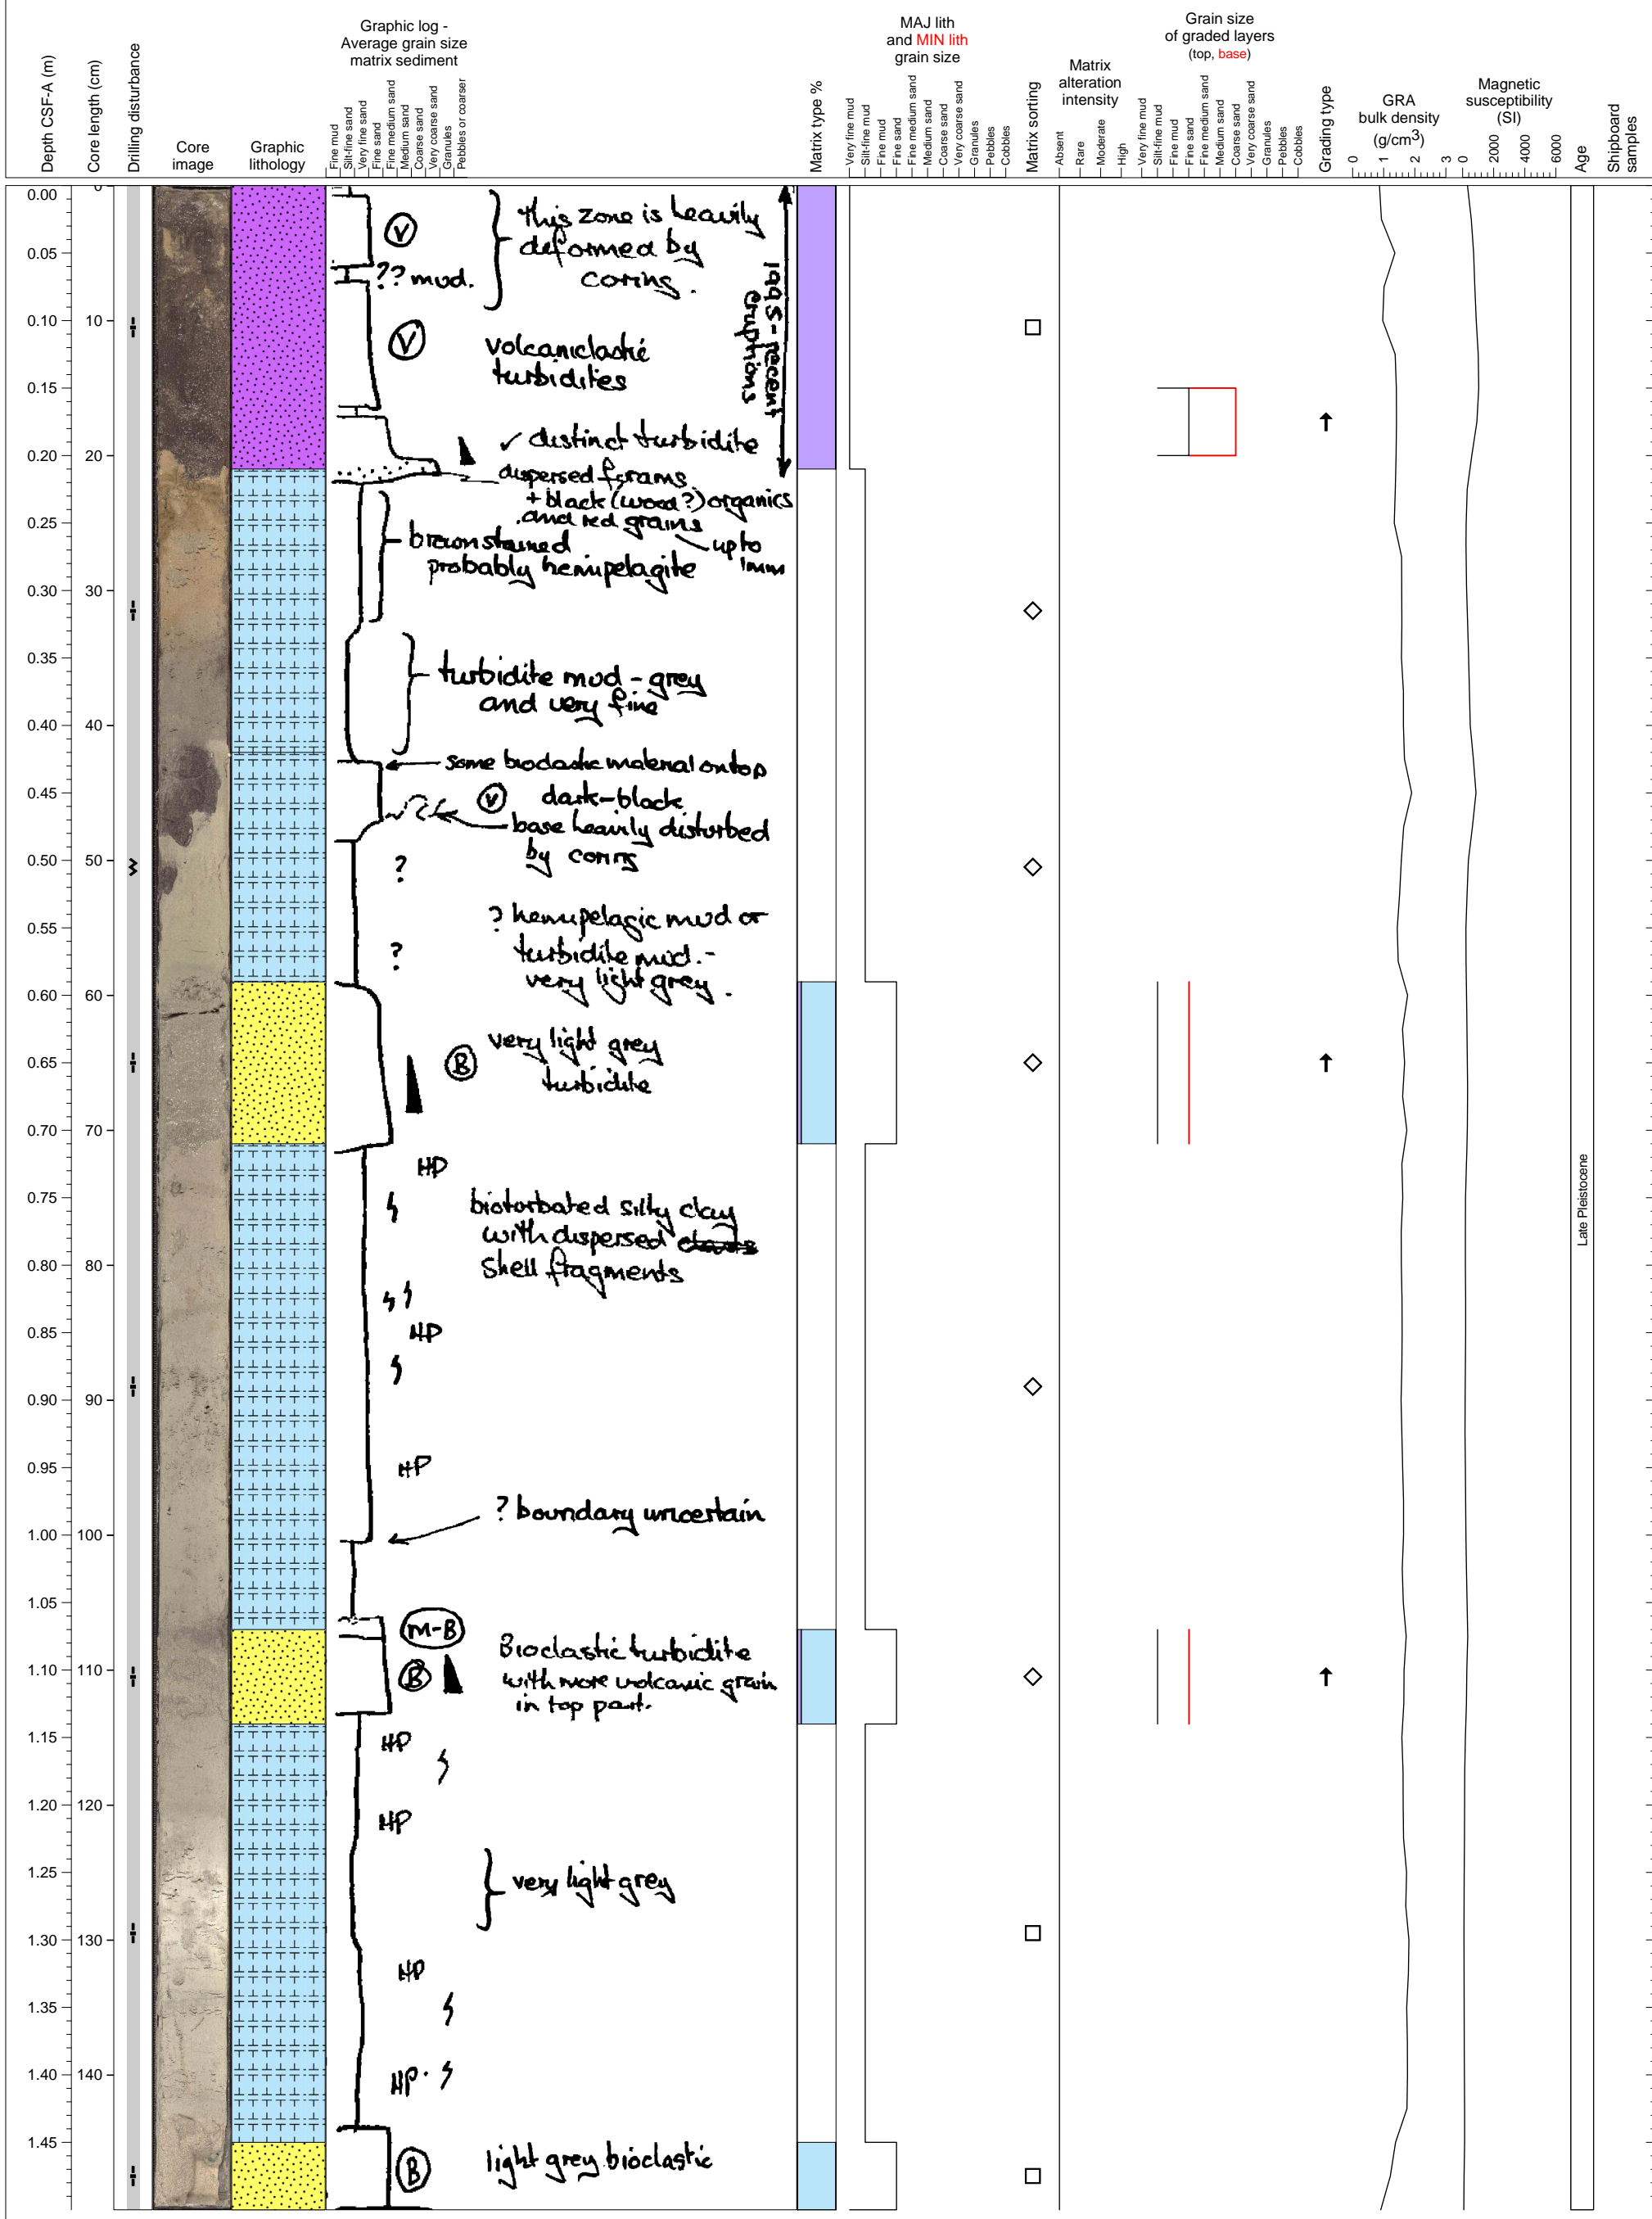 Depth CSF-A (m)
Core length (cm)
Drilling disturbance
Core
image
Graphic
lithology
Graphic log -
Average grain size
matrix sediment
Fine mud
Silt-fine sand
Very fine sand
Fine sand
Fine medium sand
Medium sand
Coarse sand
Very coarse sand
Granules
Pebbles or coarser
Matrix type %
MAJ lith
and MIN lith
grain size
Very fine mud
Silt-fine mud
Fine mud
Fine sand
Fine medium sand
Medium sand
Coarse sand
Very coarse sand
Granules
Pebbles
Cobbles
Matrix sorting
Matrix
alteration
intensity
Absent
Rare
Moderate
High
Grain size
of graded layers
(top, base)
Very fine mud
Silt-fine mud
Fine mud
Fine sand
Fine medium sand
Medium sand
Coarse sand
Very coarse sand
Granules
Pebbles
Cobbles
Grading type
GRA
bulk density
(g/cm3)
0 1 2 3
Magnetic
susceptibility
(SI)
0 2000 4000 6000
Age
Shipboard
samples
0.00 0
0.05
0.10 10
0.15
0.20 20
0.25
0.30 30
0.35
0.40 40
0.45
0.50 50
0.55
0.60 60
0.65
0.70 70
0.75
0.80 80
0.85
0.90 90
0.95
1.00 100
1.05
1.10 110
1.15
1.20 120
1.25
1.30 130
1.35
1.40 140
1.45
V
This zone is heavily
deformed by
coring.
?? mud.
V
volcaniclastic
turbidites
1995-recent
eruptions
✓ distinct turbidite
dispersed forams
+ black (wood?) organics
and red grains
up to
1mm
brown stained
probably hemipelagite
turbidite mud - grey
and very fine
some bioclastic material on top
V dark-black
base heavily disturbed
by coring
?
? hemipelagic mud or
turbidite mud.-
very light grey.
?
B very light grey
turbidite
HP
bioturbated silty clay
with dispersed
shell fragments
HP
HP
? boundary uncertain
m-B
B
Bioclastic turbidite
with more volcanic grain
in top part.
HP
HP
very light grey
HP
HP
B light grey bioclastic
Late Pleistocene